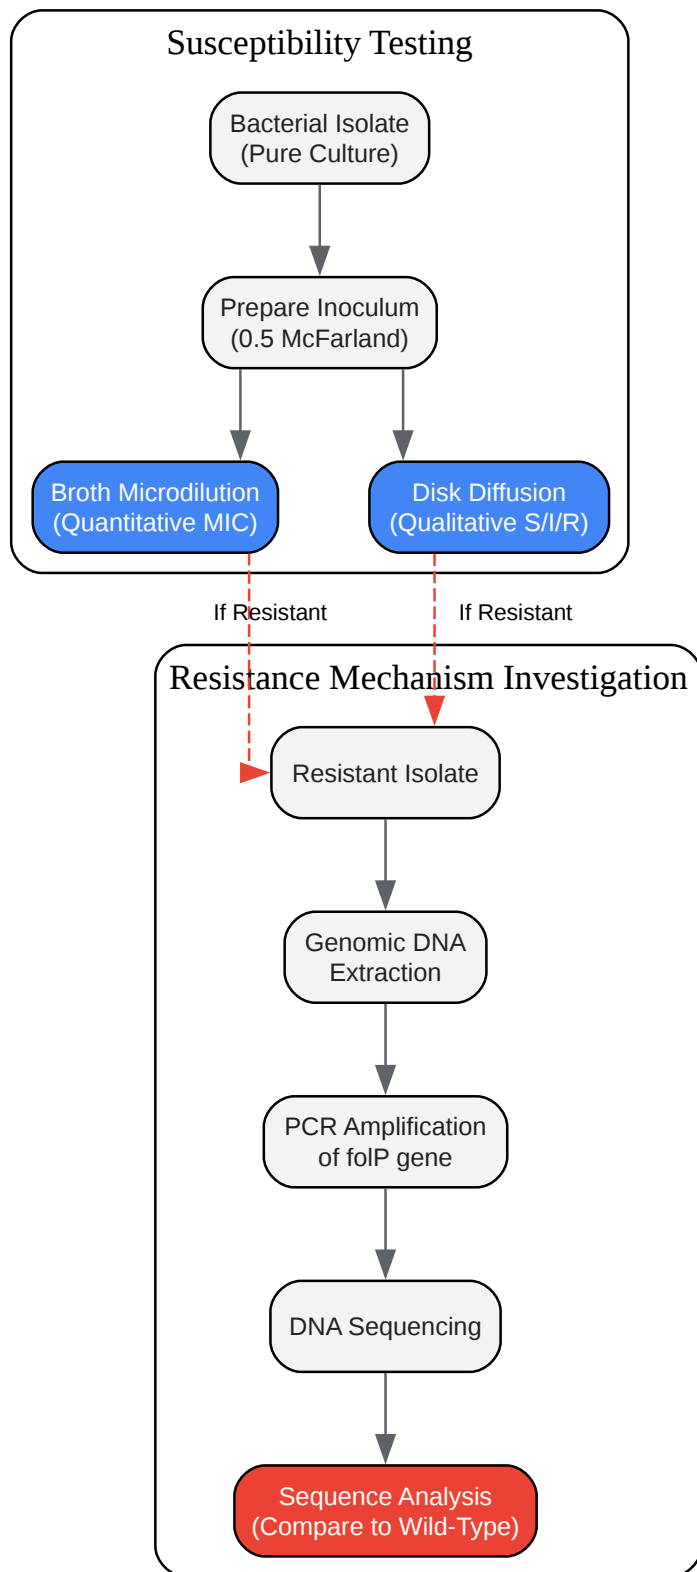 Susceptibility Testing
Bacterial Isolate
(Pure Culture)
Prepare Inoculum
(0.5 McFarland)
Broth Microdilution
(Quantitative MIC)
Disk Diffusion
(Qualitative S/I/R)
If Resistant
If Resistant
Resistance Mechanism Investigation
Resistant Isolate
Genomic DNA
Extraction
PCR Amplification
of folP gene
DNA Sequencing
Sequence Analysis
(Compare to Wild-Type)